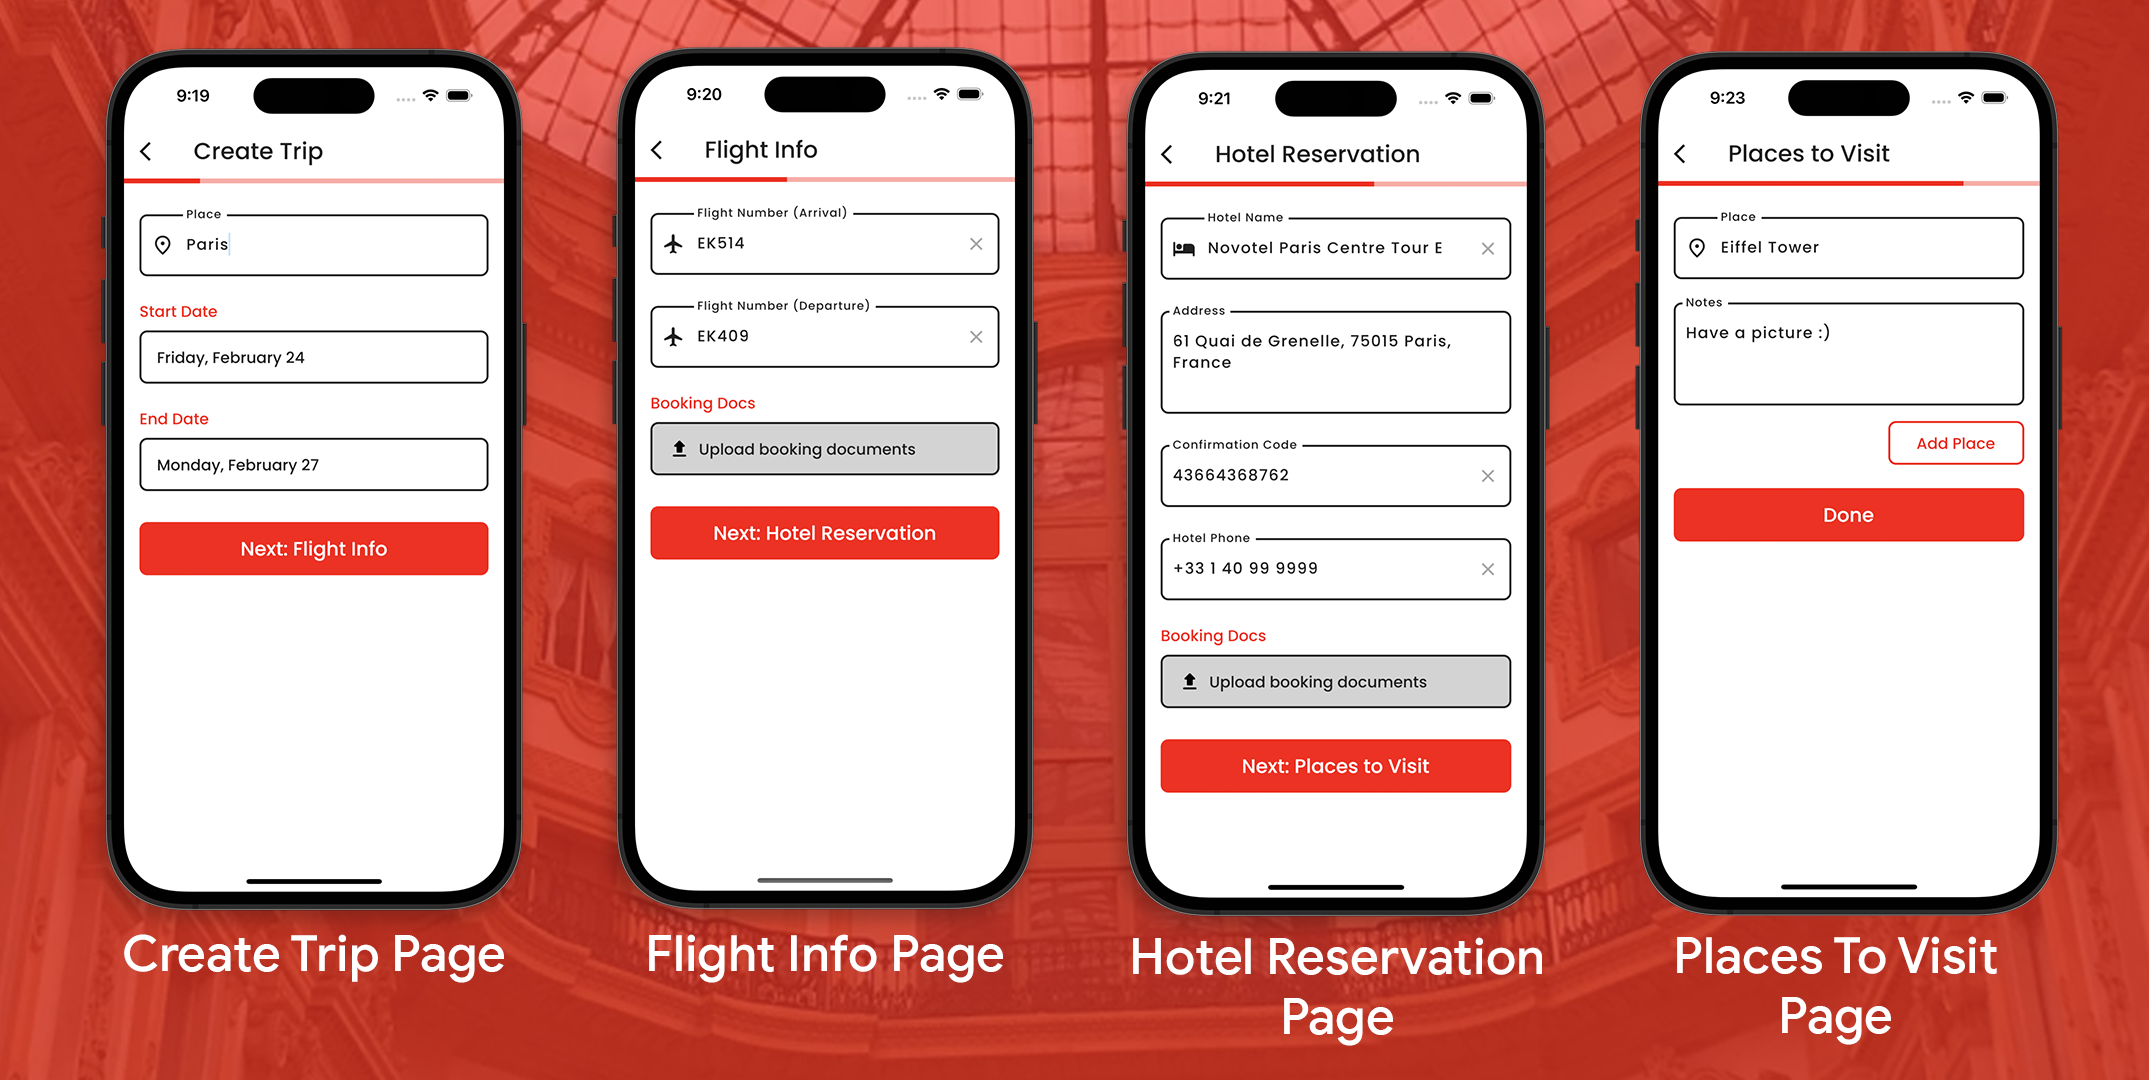 9:19
Create Trip
Place
Paris
Start Date
Friday, February 24
End Date
Monday, February 27
Next: Flight Info
Create Trip Page
9:20
Flight Info
Flight Number (Arrival)
EK514
Flight Number (Departure)
EK409
Booking Docs
Upload booking documents
Next: Hotel Reservation
Flight Info Page
9:21
Hotel Reservation
Hotel Name
Novotel Paris Centre Tour E
Address
61 Quai de Grenelle, 75015 Paris,
France
Confirmation Code
43664368762
Hotel Phone
+33 1 40 99 9999
Booking Docs
Upload booking documents
Next: Places to Visit
Hotel Reservation
Page
9:23
Places to Visit
Place
Eiffel Tower
Notes
Have a picture :)
Add Place
Done
Places To Visit
Page